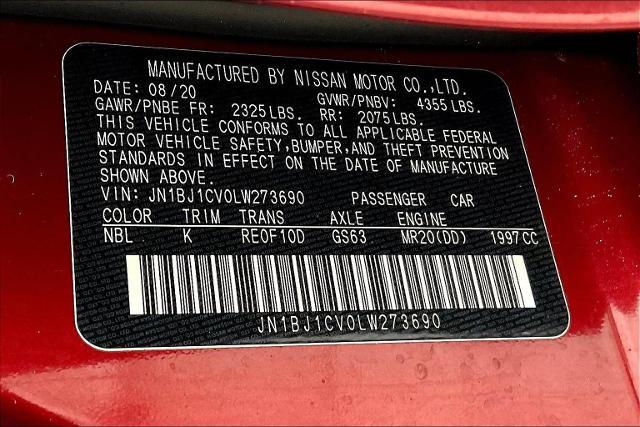 MANUFACTURED BY NISSAN MOTOR CO.,LTD.
DATE: 08/20 GVWR/PNBV: 4355 LBS.
GAWR/PNBE FR: 2325 LBS. RR: 2075 LBS.
THIS VEHICLE CONFORMS TO ALL APPLICABLE FEDERAL
MOTOR VEHICLE SAFETY,BUMPER,AND THEFT PREVENTION
STANDARDS IN EFFECT ON THE DATE OF MANUFACTURE
SHOWN ABOVE.
VIN: JN1BJ1CV0LW273690 PASSENGER CAR
COLOR TRIM TRANS AXLE ENGINE
NBL K RE0F10D GS63 MR20(DD) 1997 CC
JN1BJ1CV0LW273690